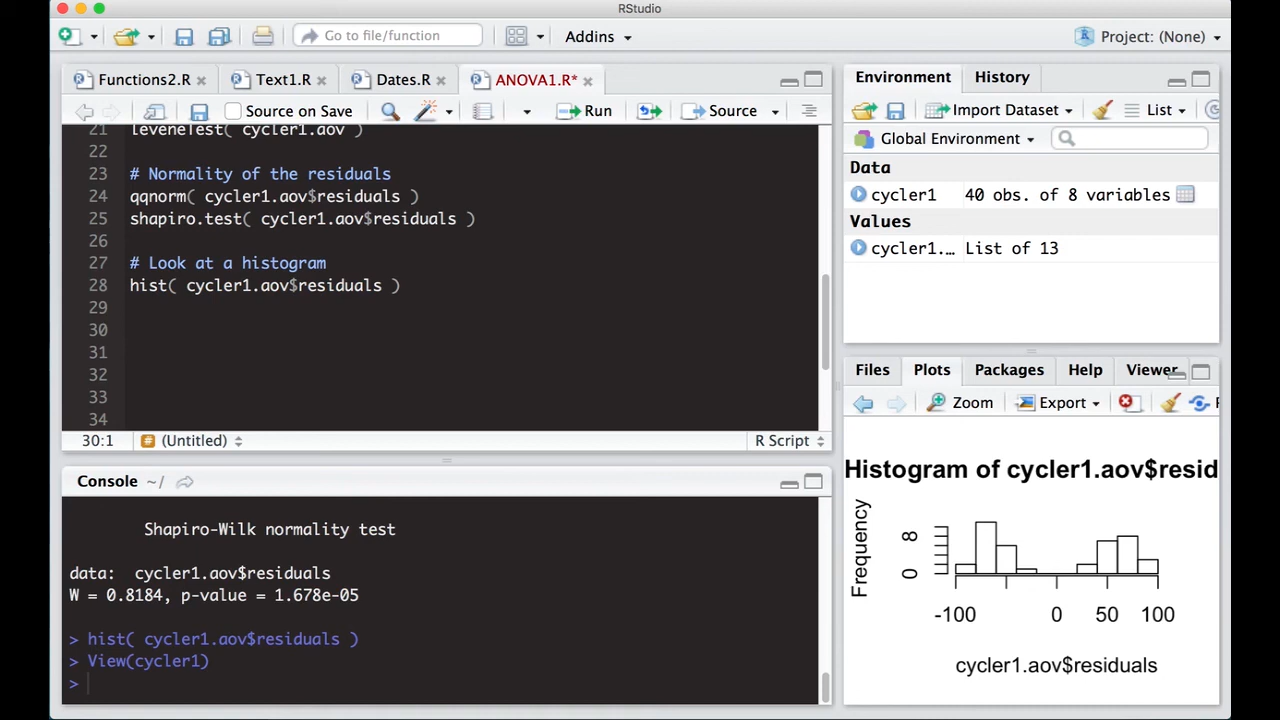 RStudio
Go to file/function
Addins
Project: (None)
Functions2.R
Text1.R
Dates.R
ANOVA1.R*
Source on Save
Run
Source
21 leveneTest( cycler1.aov )
22
23 # Normality of the residuals
24 qqnorm( cycler1.aov$residuals )
25 shapiro.test( cycler1.aov$residuals )
26
27 # Look at a histogram
28 hist( cycler1.aov$residuals )
29
30
31
32
33
34
30:1
(Untitled)
R Script
Console ~/
Shapiro-Wilk normality test
data:  cycler1.aov$residuals
W = 0.8184, p-value = 1.678e-05
> hist( cycler1.aov$residuals )
> View(cycler1)
>
Environment
History
Import Dataset
List
Global Environment
Data
cycler1 40 obs. of 8 variables
Values
cycler1.… List of 13
Files
Plots
Packages
Help
Viewer
Zoom
Export
Histogram of cycler1.aov$resid
Frequency
8
0
-100 0 50 100
cycler1.aov$residuals